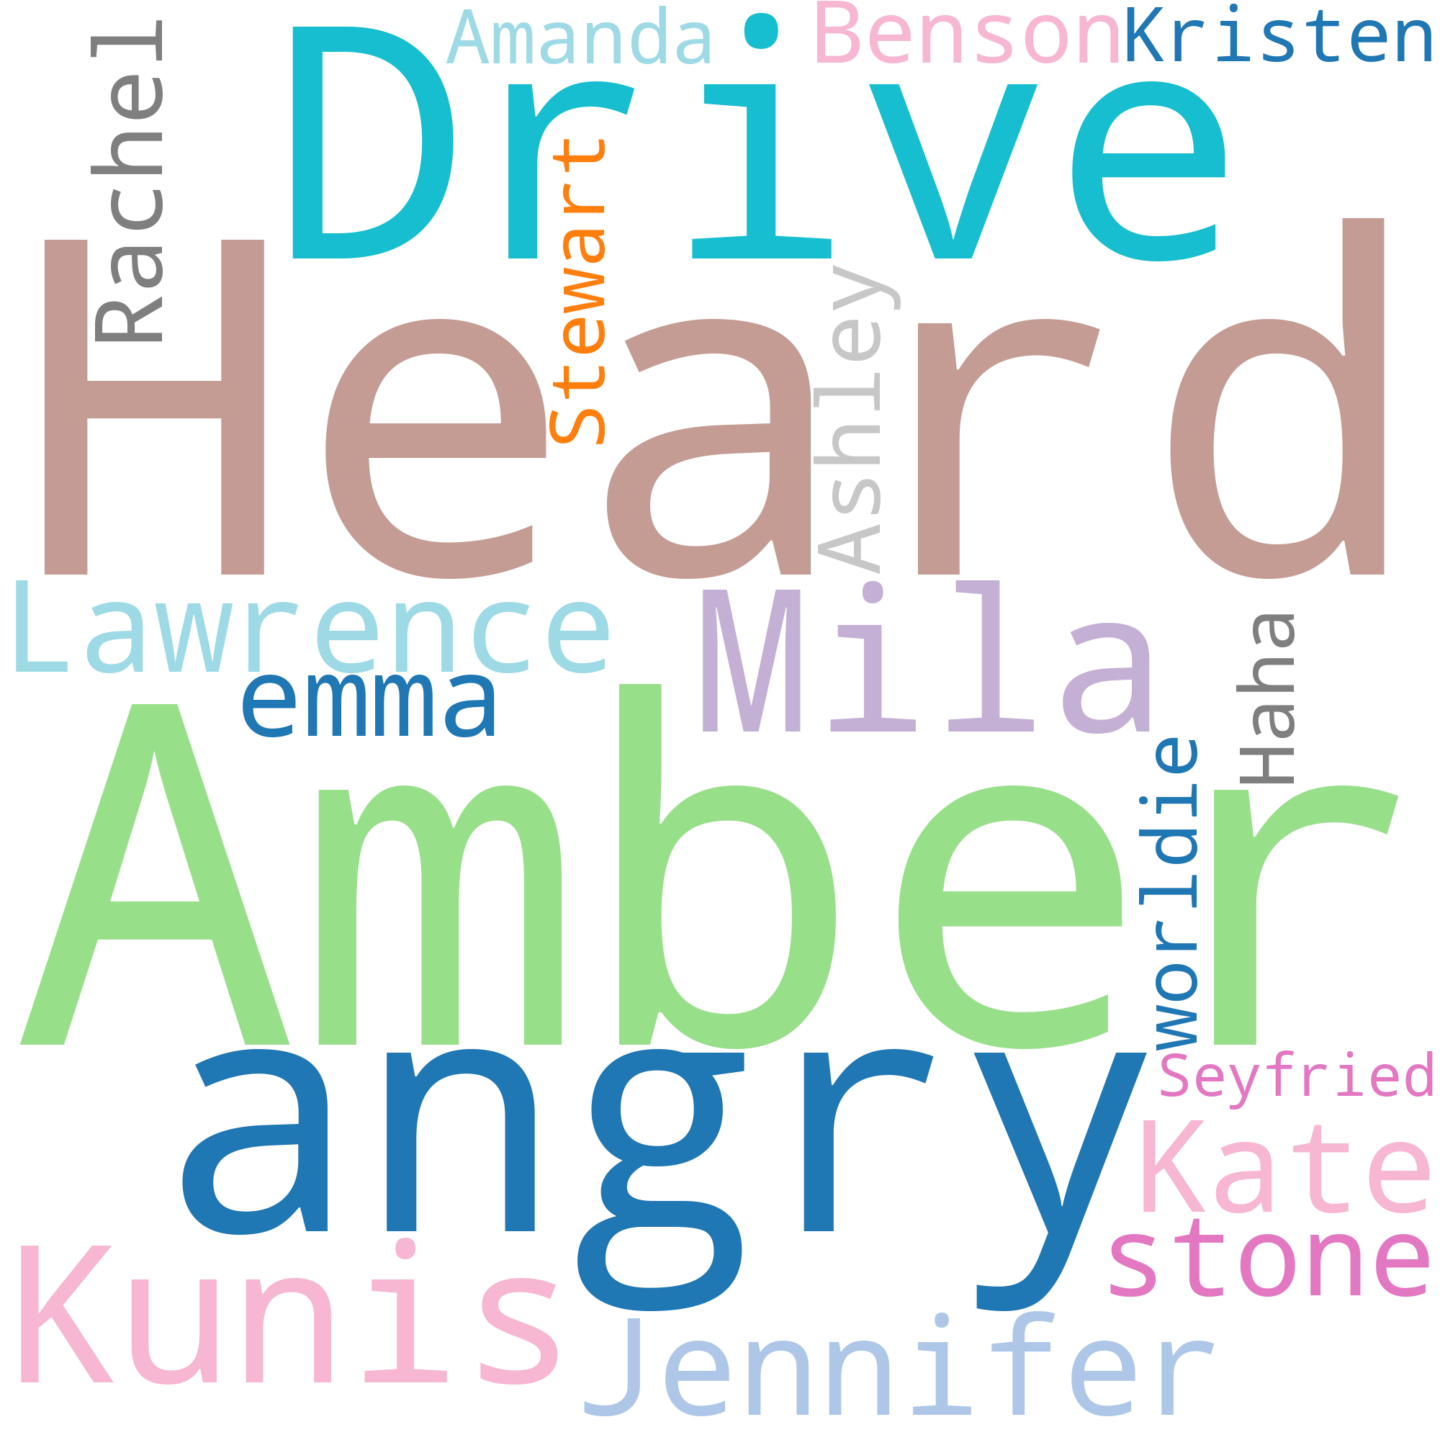 Amanda
Benson
Kristen
Rachel
Drive
Stewart
Heard
Ashley
Lawrence
Mila
Haha
emma
Amber
worldie
angry
Seyfried
Kate
stone
Kunis
Jennifer